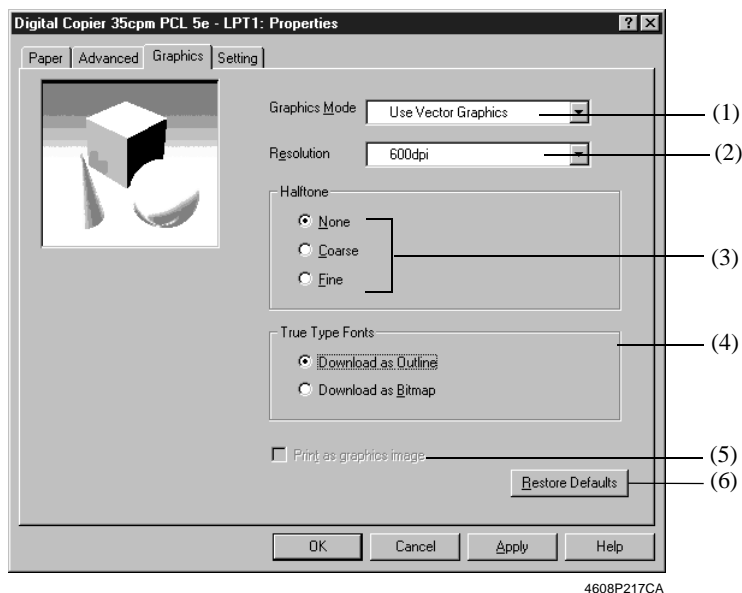 Digital Copier 35cpm PCL 5e - LPT1: Properties
Paper Advanced Graphics Setting
Graphics Mode Use Vector Graphics (1)
Resolution 600dpi (2)
Halftone
None
Coarse (3)
Fine
True Type Fonts (4)
Download as Outline
Download as Bitmap
Print as graphics image (5)
Restore Defaults (6)
OK Cancel Apply Help
4608P217CA